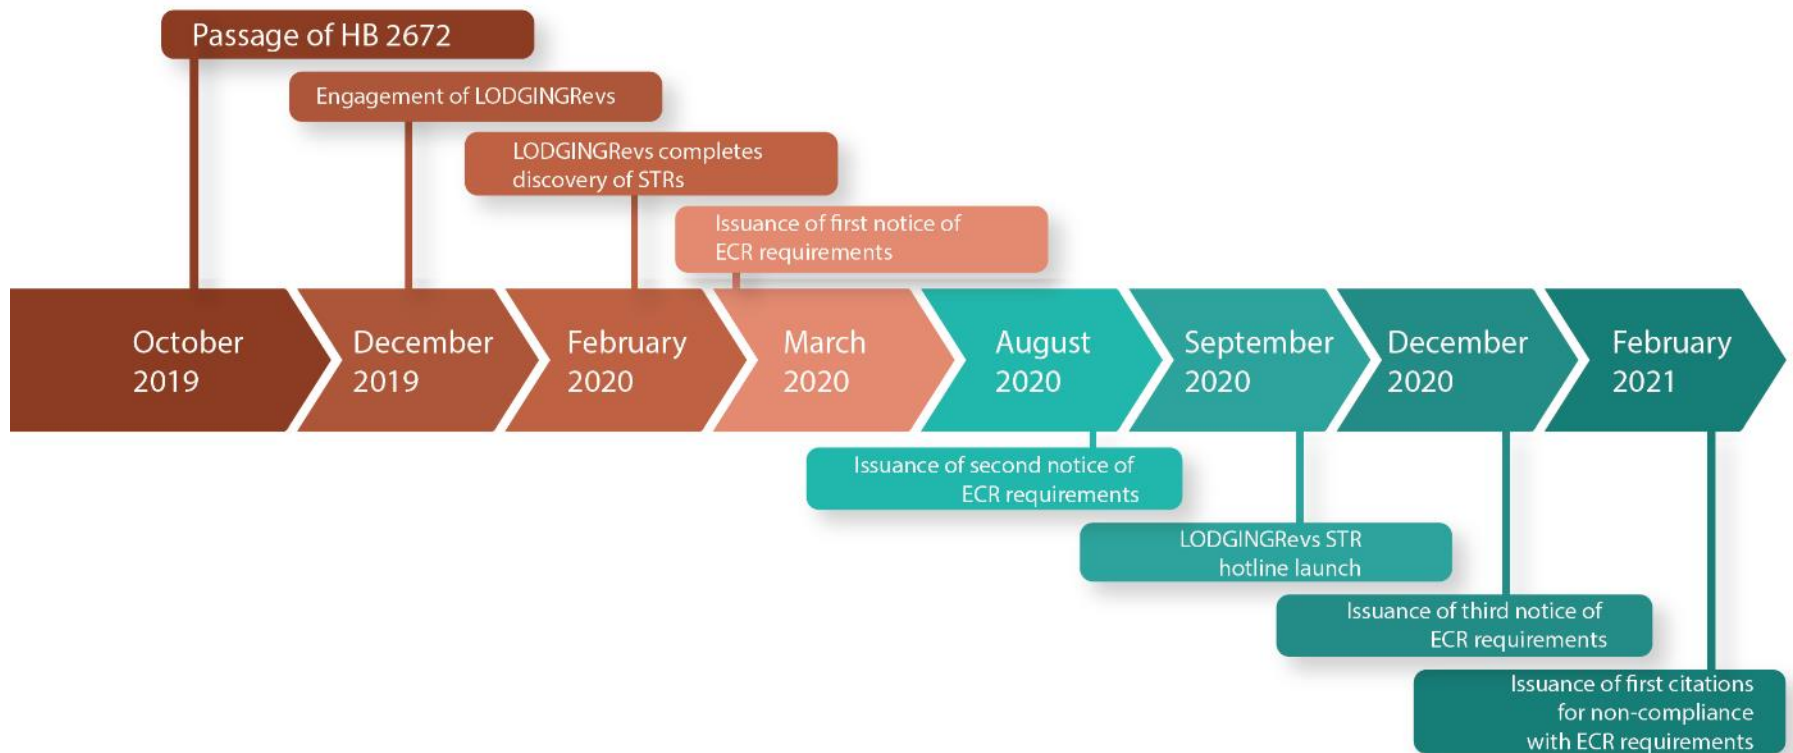 Passage of HB 2672
Engagement of LODGINGRevs
LODGINGRevs completes
discovery of STRs
Issuance of first notice of
ECR requirements
October
2019
December
2019
February
2020
March
2020
August
2020
September
2020
December
2020
February
2021
Issuance of second notice of
ECR requirements
LODGINGRevs STR
hotline launch
Issuance of third notice of
ECR requirements
Issuance of first citations
for non-compliance
with ECR requirements